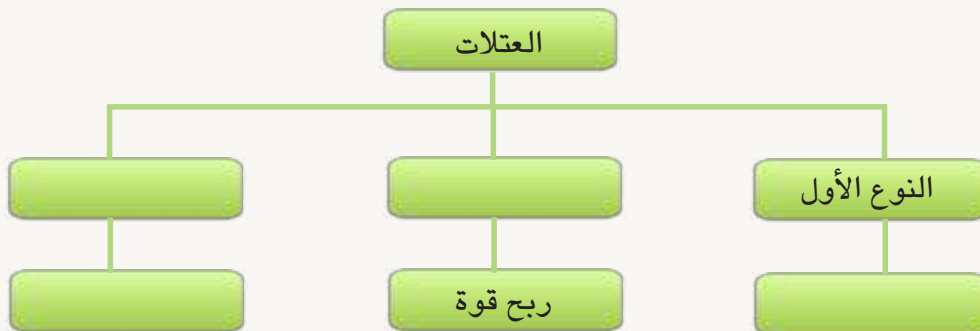 العتلات
النوع الأول
ربح قوة